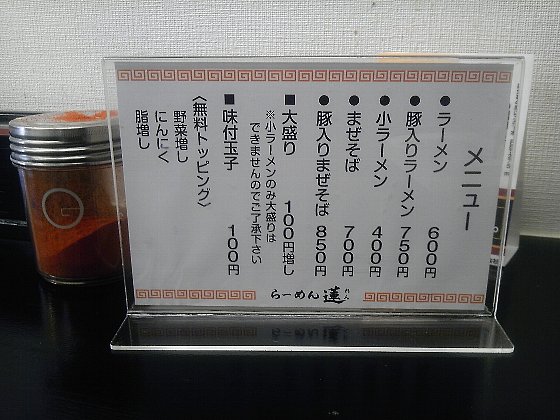 メニュー
●ラーメン 600円
●豚入りラーメン 750円
●小ラーメン 400円
●まぜそば 700円
●豚入りまぜそば 850円
■大盛り 100円増し
※小ラーメンのみ大盛りは
できませんのでご了承下さい
■味付玉子 100円
〈無料トッピング〉
野菜増し
にんにく
脂増し
らーめん 蓮 れん